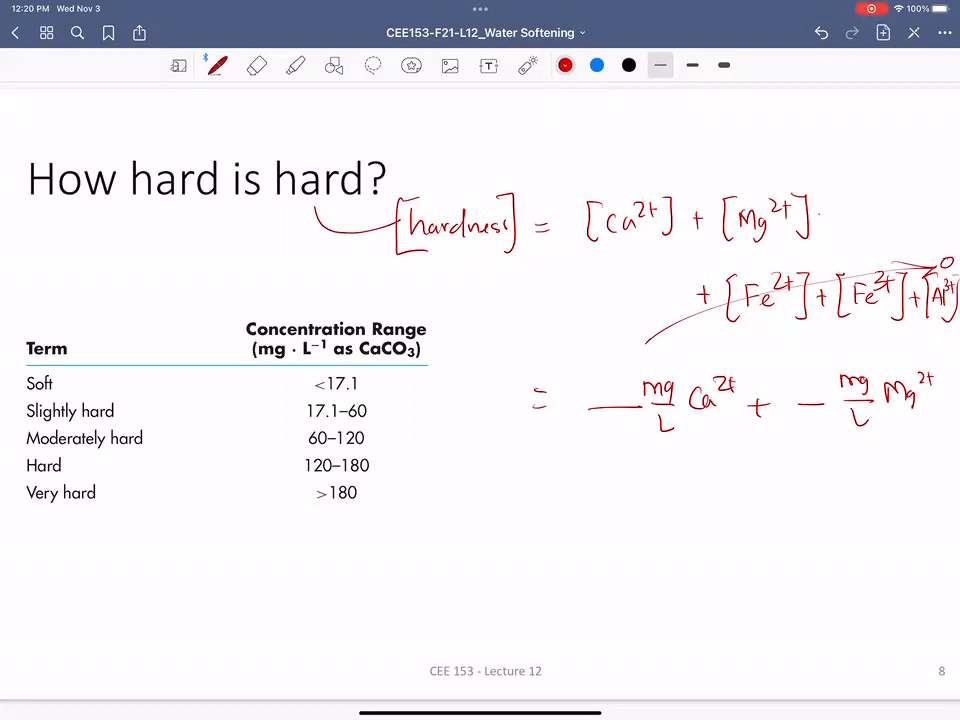 12:20 PM Wed Nov 3
100%
CEE153-F21-L12_Water Softening
How hard is hard?
[hardness] = [Ca²⁺] + [Mg²⁺]
+ [Fe²⁺] + [Fe³⁺] + [Al³⁺] 0
= __ mg/L Ca²⁺ + __ mg/L Mg²⁺
Term Concentration Range (mg · L⁻¹ as CaCO₃)
Soft <17.1
Slightly hard 17.1–60
Moderately hard 60–120
Hard 120–180
Very hard >180
CEE 153 - Lecture 12
8